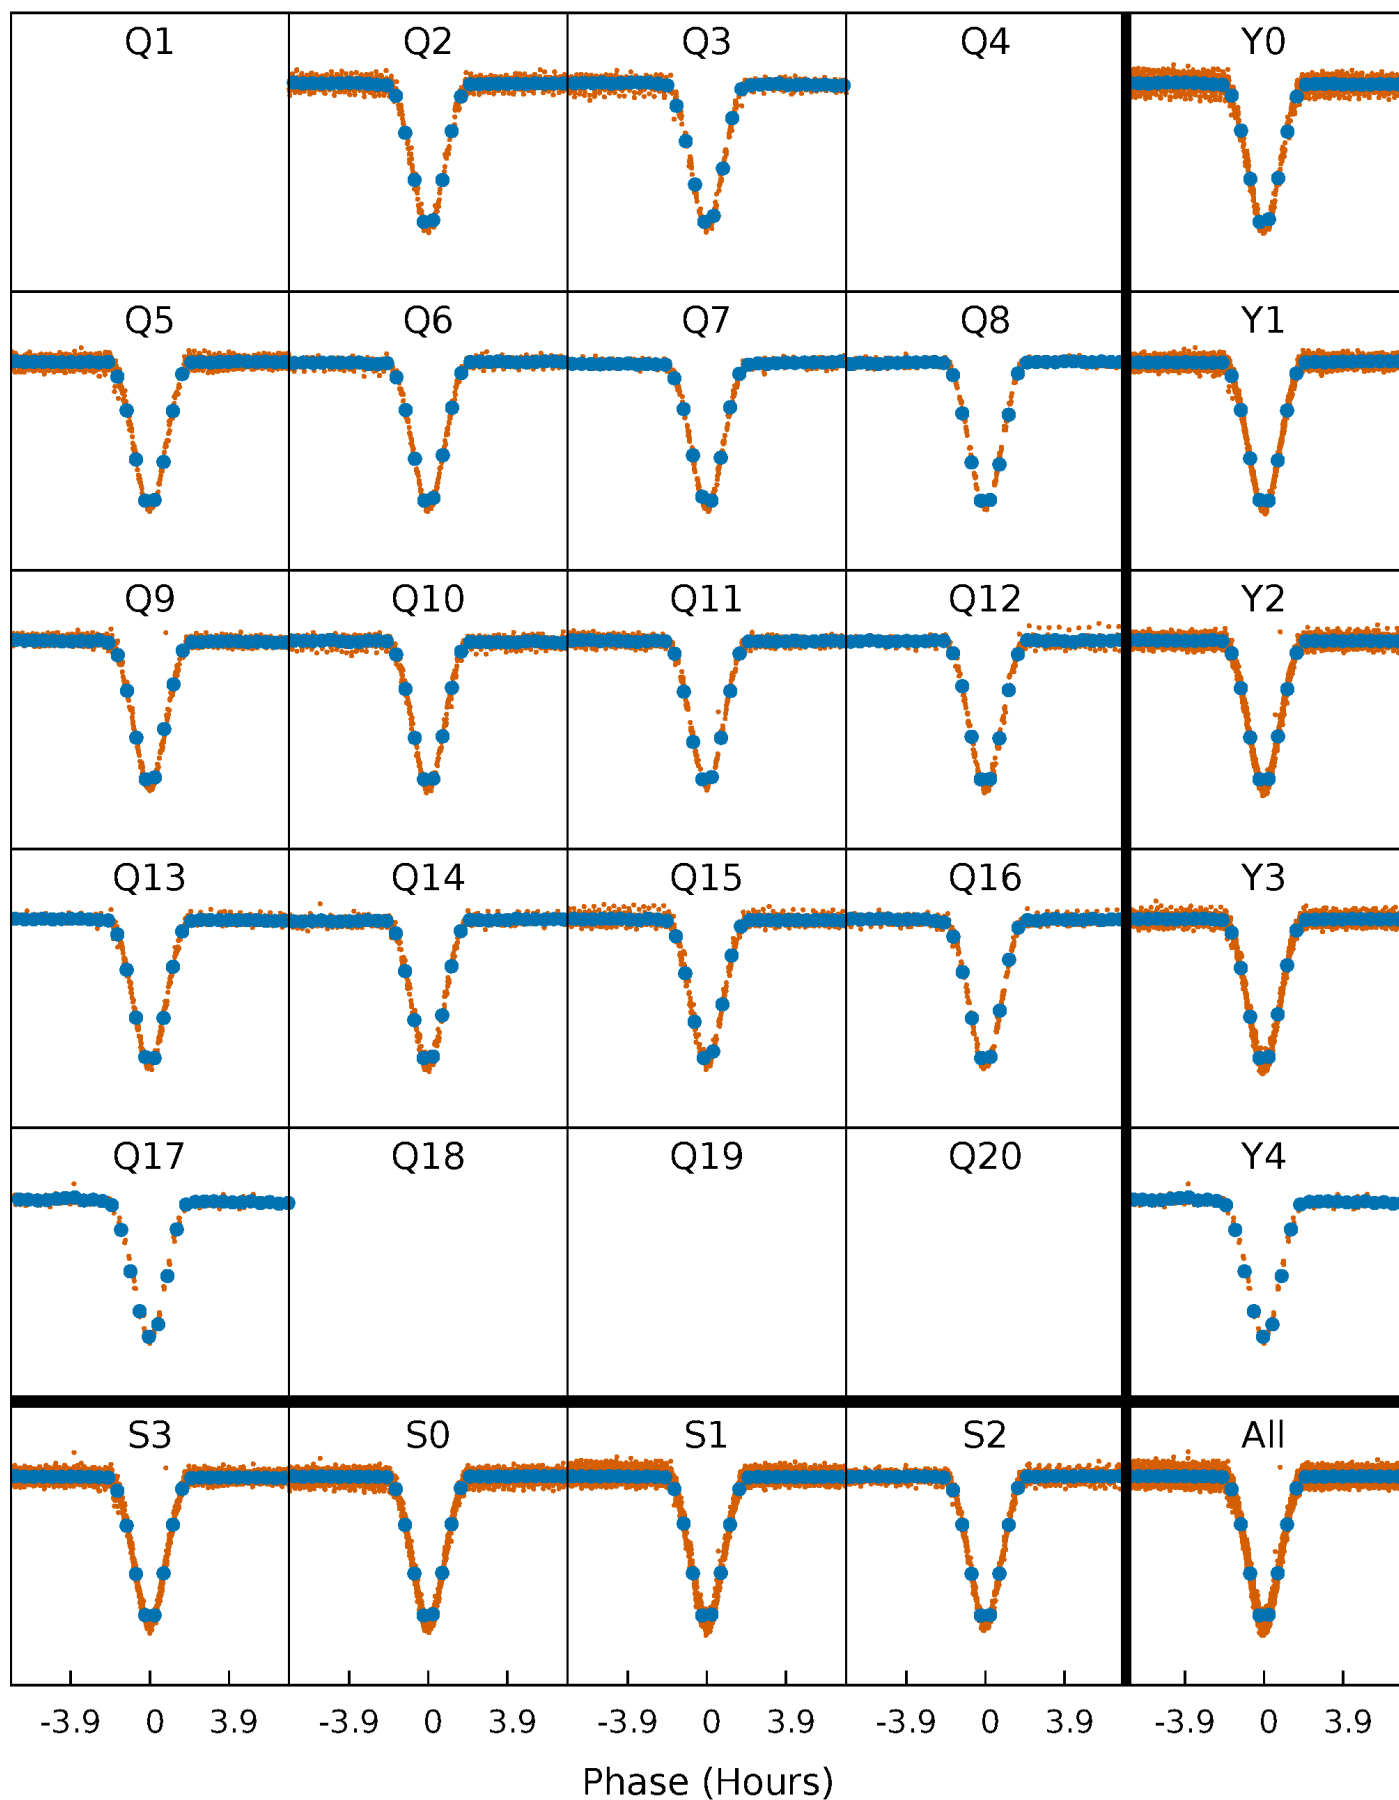 Q1 Q2 Q3 Q4 Y0
Q5 Q6 Q7 Q8 Y1
Q9 Q10 Q11 Q12 Y2
Q13 Q14 Q15 Q16 Y3
Q17 Q18 Q19 Q20 Y4
S3 S0 S1 S2 All
-3.9 0 3.9 -3.9 0 3.9 -3.9 0 3.9 -3.9 0 3.9 -3.9 0 3.9
Phase (Hours)